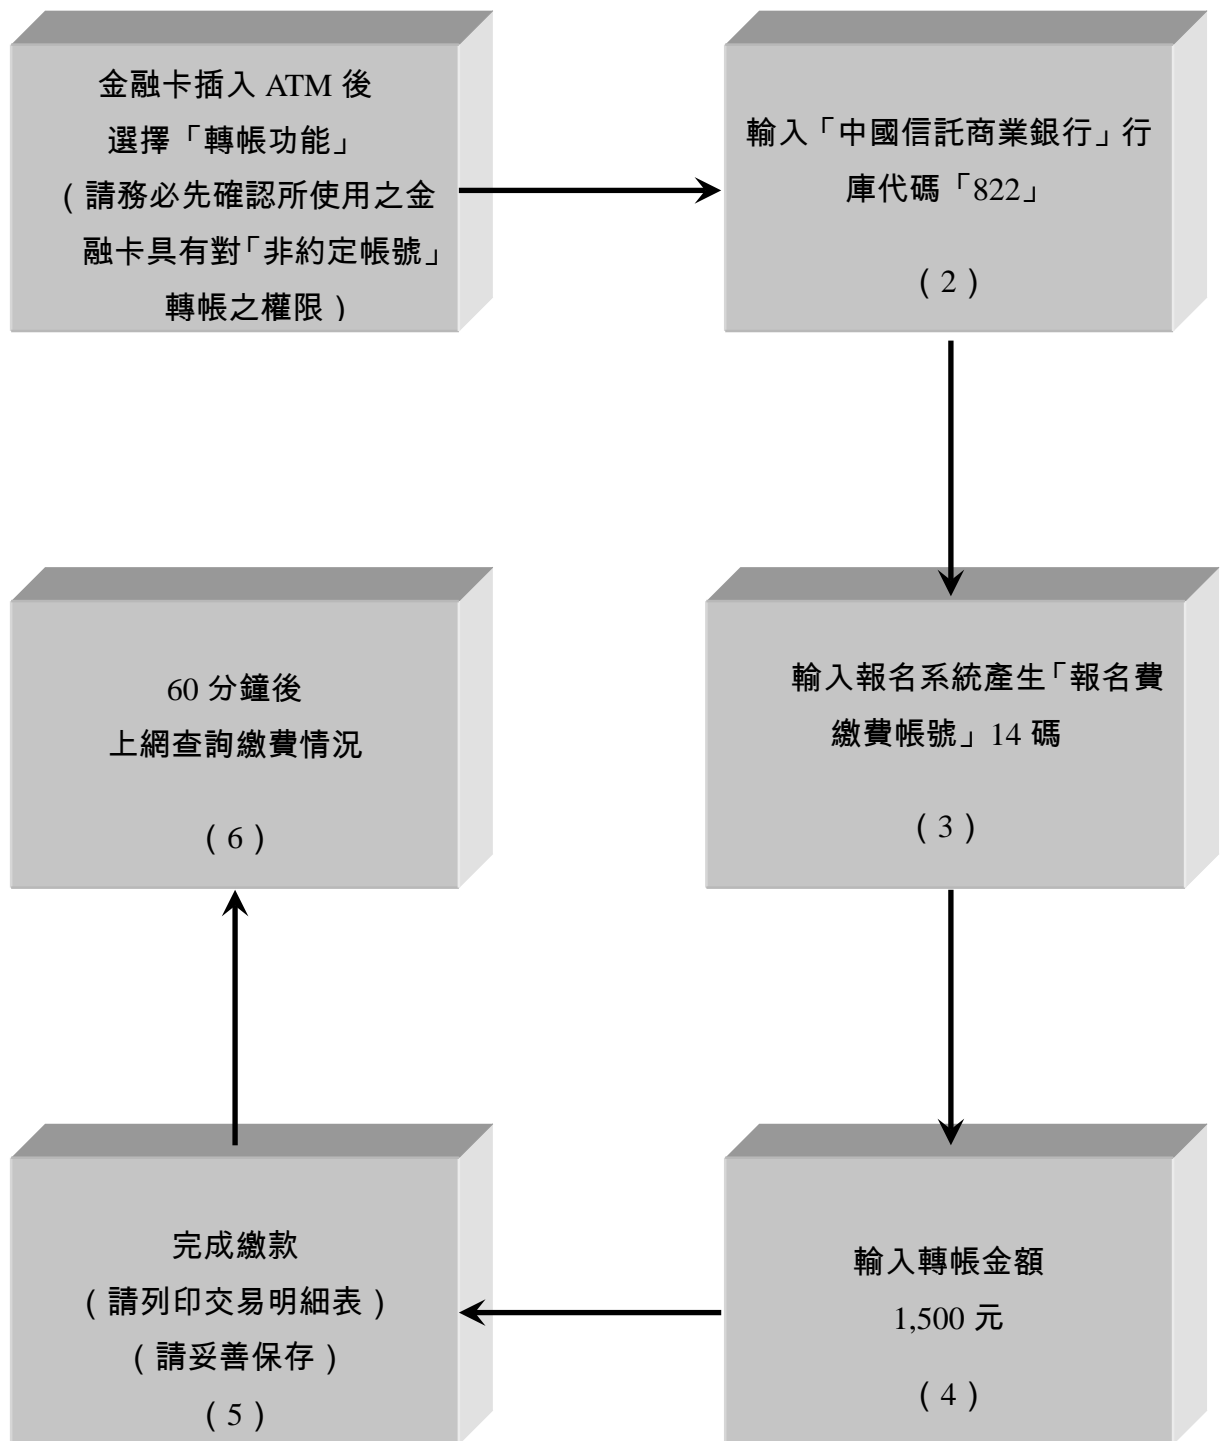 金融卡插入 ATM 後
選擇「轉帳功能」
（請務必先確認所使用之金
融卡具有對「非約定帳號」
轉帳之權限）
輸入「中國信託商業銀行」行
庫代碼「822」
（2）
輸入報名系統產生「報名費
繳費帳號」14 碼
（3）
輸入轉帳金額
1,500 元
（4）
完成繳款
（請列印交易明細表）
（請妥善保存）
（5）
60 分鐘後
上網查詢繳費情況
（6）